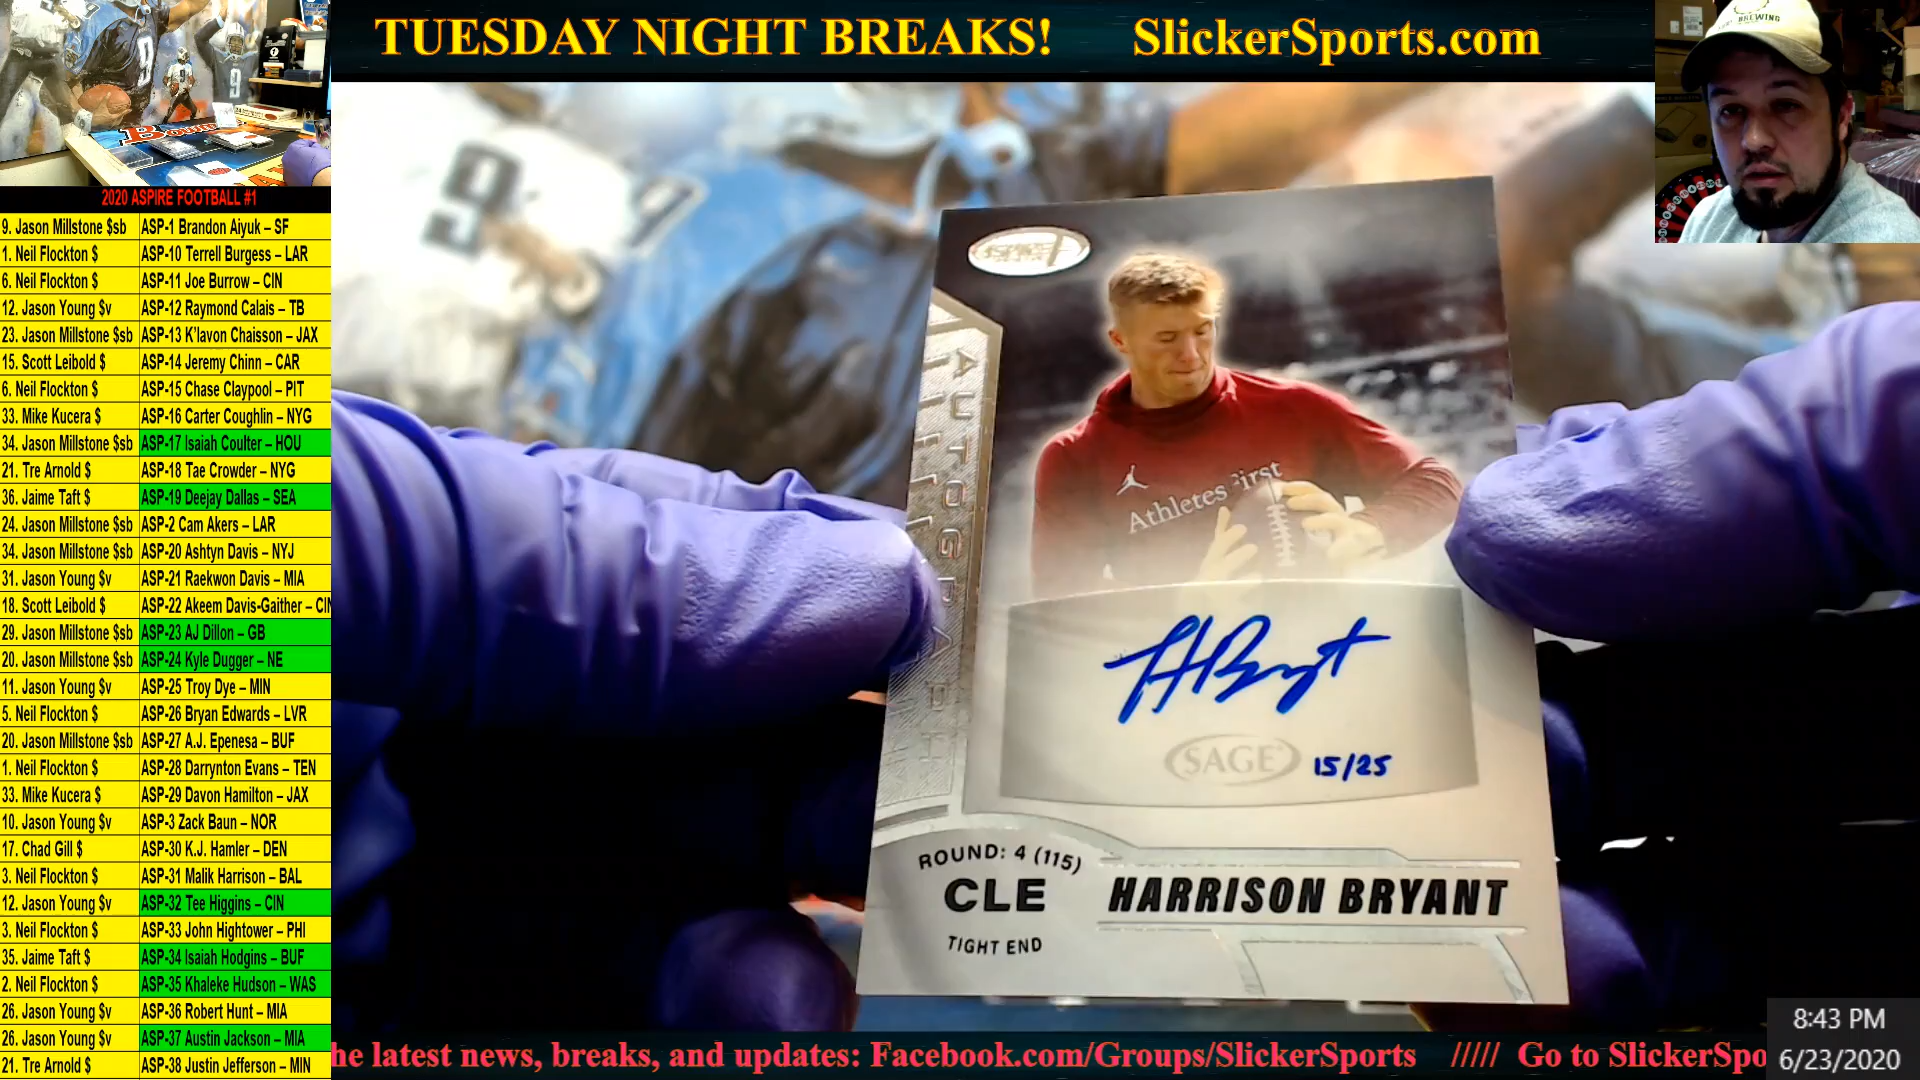 TUESDAY NIGHT BREAKS! SlickerSports.com
BREWING
9
9
9
9
BOWM
2020 ASPIRE FOOTBALL #1
9. Jason Millstone $sb ASP-1 Brandon Aiyuk – SF
1. Neil Flockton $ ASP-10 Terrell Burgess – LAR
6. Neil Flockton $ ASP-11 Joe Burrow – CIN
12. Jason Young $v ASP-12 Raymond Calais – TB
23. Jason Millstone $sb ASP-13 K'lavon Chaisson – JAX
15. Scott Leibold $ ASP-14 Jeremy Chinn – CAR
6. Neil Flockton $ ASP-15 Chase Claypool – PIT
33. Mike Kucera $ ASP-16 Carter Coughlin – NYG
34. Jason Millstone $sb ASP-17 Isaiah Coulter – HOU
21. Tre Arnold $ ASP-18 Tae Crowder – NYG
36. Jaime Taft $ ASP-19 Deejay Dallas – SEA
24. Jason Millstone $sb ASP-2 Cam Akers – LAR
34. Jason Millstone $sb ASP-20 Ashtyn Davis – NYJ
31. Jason Young $v ASP-21 Raekwon Davis – MIA
18. Scott Leibold $ ASP-22 Akeem Davis-Gaither – CIN
29. Jason Millstone $sb ASP-23 AJ Dillon – GB
20. Jason Millstone $sb ASP-24 Kyle Dugger – NE
11. Jason Young $v ASP-25 Troy Dye – MIN
5. Neil Flockton $ ASP-26 Bryan Edwards – LVR
20. Jason Millstone $sb ASP-27 A.J. Epenesa – BUF
1. Neil Flockton $ ASP-28 Darrynton Evans – TEN
33. Mike Kucera $ ASP-29 Davon Hamilton – JAX
10. Jason Young $v ASP-3 Zack Baun – NOR
17. Chad Gill $ ASP-30 K.J. Hamler – DEN
3. Neil Flockton $ ASP-31 Malik Harrison – BAL
12. Jason Young $v ASP-32 Tee Higgins – CIN
3. Neil Flockton $ ASP-33 John Hightower – PHI
35. Jaime Taft $ ASP-34 Isaiah Hodgins – BUF
2. Neil Flockton $ ASP-35 Khaleke Hudson – WAS
26. Jason Young $v ASP-36 Robert Hunt – MIA
26. Jason Young $v ASP-37 Austin Jackson – MIA
21. Tre Arnold $ ASP-38 Justin Jefferson – MIN
ASPIRE
AUTOGRAPH
Athletes First
H Bryant
SAGE 15/25
ROUND: 4 (115)
CLE HARRISON BRYANT
TIGHT END
he latest news, breaks, and updates: Facebook.com/Groups/SlickerSports ///// Go to SlickerSpo
8:43 PM
6/23/2020